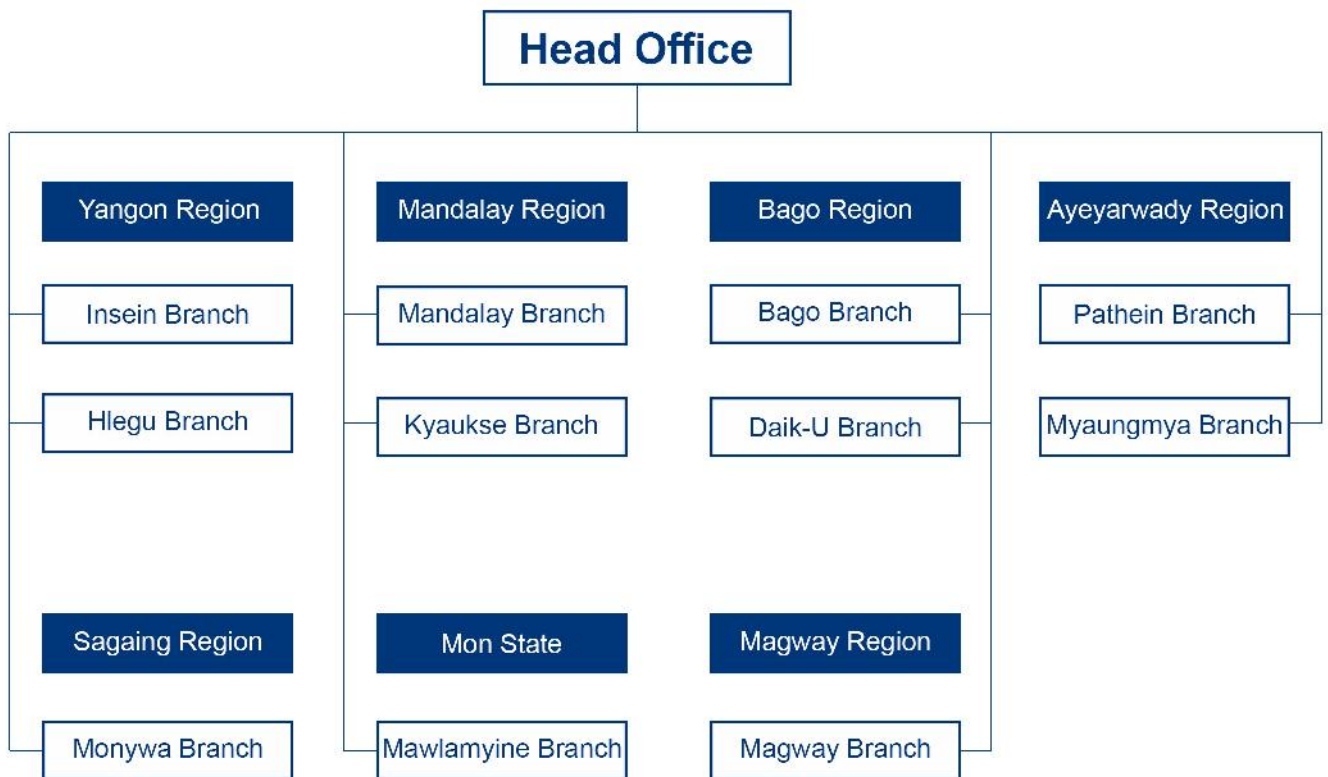 Head Office
Yangon Region
Mandalay Region
Bago Region
Ayeyarwady Region
Insein Branch
Mandalay Branch
Bago Branch
Pathein Branch
Hlegu Branch
Kyaukse Branch
Daik-U Branch
Myaungmya Branch
Sagaing Region
Mon State
Magway Region
Monywa Branch
Mawlamyine Branch
Magway Branch